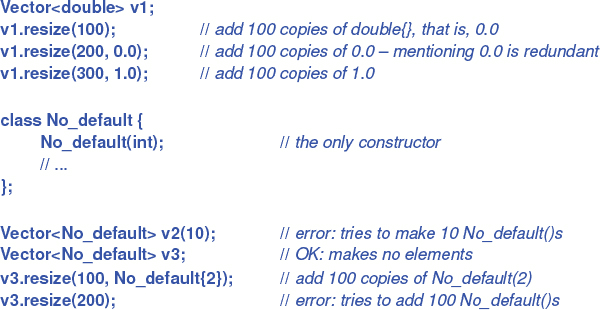 Vector<double> v1;
v1.resize(100); // add 100 copies of double{}, that is, 0.0
v1.resize(200, 0.0); // add 100 copies of 0.0 – mentioning 0.0 is redundant
v1.resize(300, 1.0); // add 100 copies of 1.0
class No_default {
No_default(int); // the only constructor
// ...
};
Vector<No_default> v2(10); // error: tries to make 10 No_default()s
Vector<No_default> v3; // OK: makes no elements
v3.resize(100, No_default{2}); // add 100 copies of No_default(2)
v3.resize(200); // error: tries to add 100 No_default()s